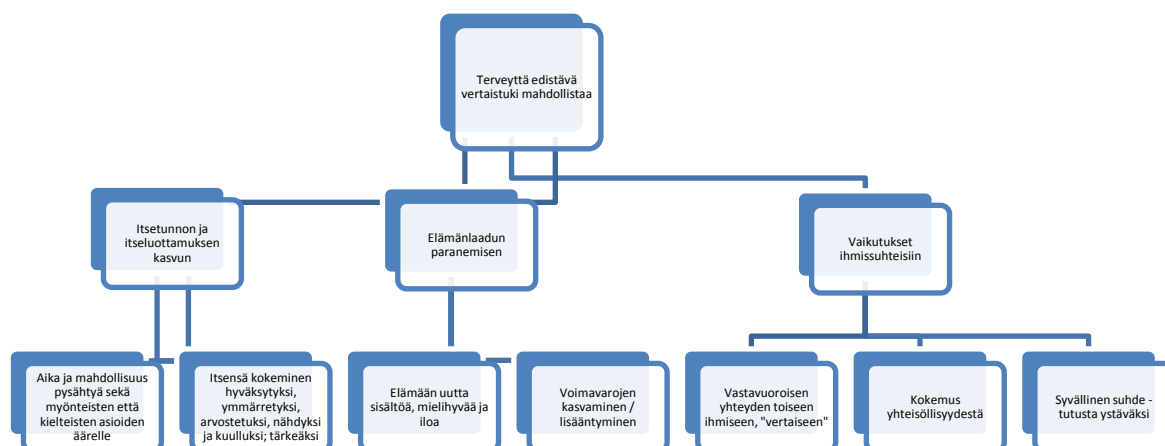 Terveyttä edistävä
vertaistuki mahdollistaa
Itsetunnon ja
itseluottamuksen
kasvun
Elämänlaadun
paranemisen
Vaikutukset
ihmissuhteisiin
Aika ja mahdollisuus
pysähtyä sekä
myönteisten että
kielteisten asioiden
äärelle
Itsensä kokeminen
hyväksytyksi,
ymmärretyksi,
arvostetuksi, nähdyksi
ja kuulluksi; tärkeäksi
Elämään uutta
sisältöä, mielihyvää ja
iloa
Voimavarojen
kasvaminen /
lisääntyminen
Vastavuoroisen
yhteyden toiseen
ihmiseen, "vertaiseen"
Kokemus
yhteisöllisyydestä
Syvällinen suhde -
tutusta ystäväksi